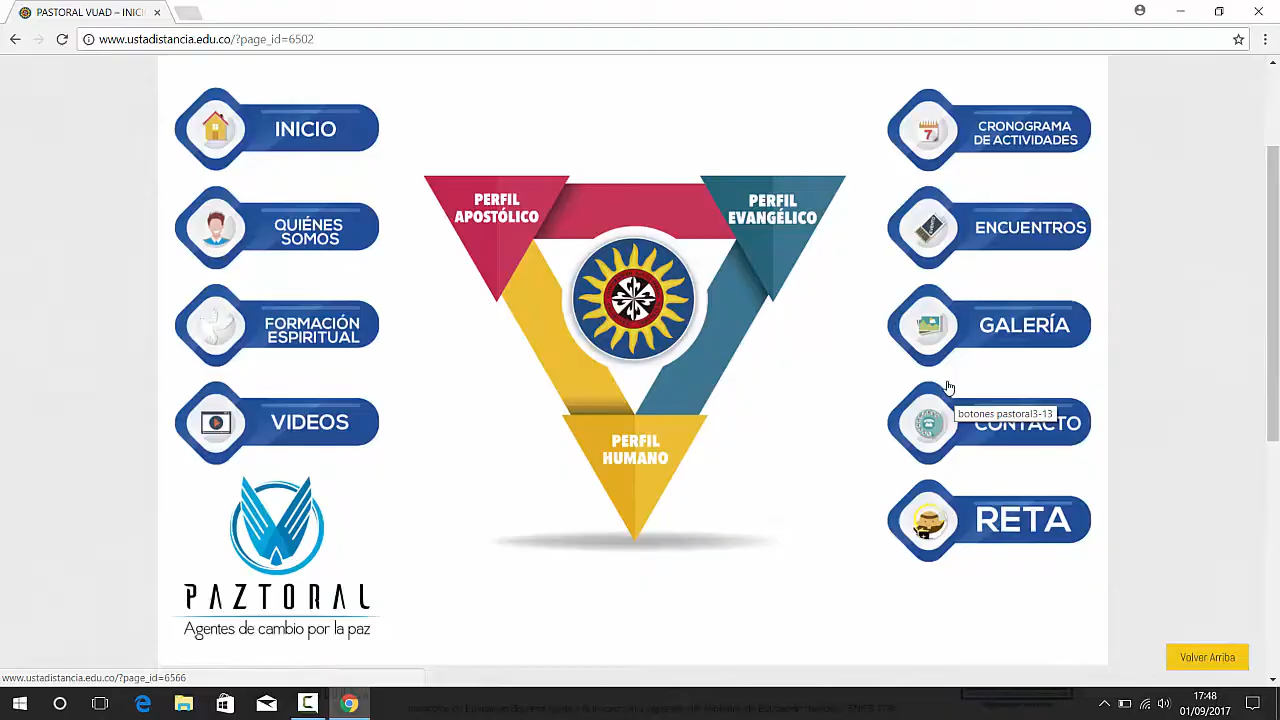 PASTORAL VUAD – INICI
www.ustadistancia.edu.co/?page_id=6502
INICIO
QUIÉNES
SOMOS
FORMACIÓN
ESPIRITUAL
VIDEOS
PAZTORAL
Agentes de cambio por la paz
PERFIL
APOSTÓLICO
PERFIL
EVANGÉLICO
PERFIL
HUMANO
7
CRONOGRAMA
DE ACTIVIDADES
ENCUENTROS
GALERÍA
botones pastoral3-13
CONTACTO
RETA
Volver Arriba
www.ustadistancia.edu.co/?page_id=6566
17:48
01/09/2017